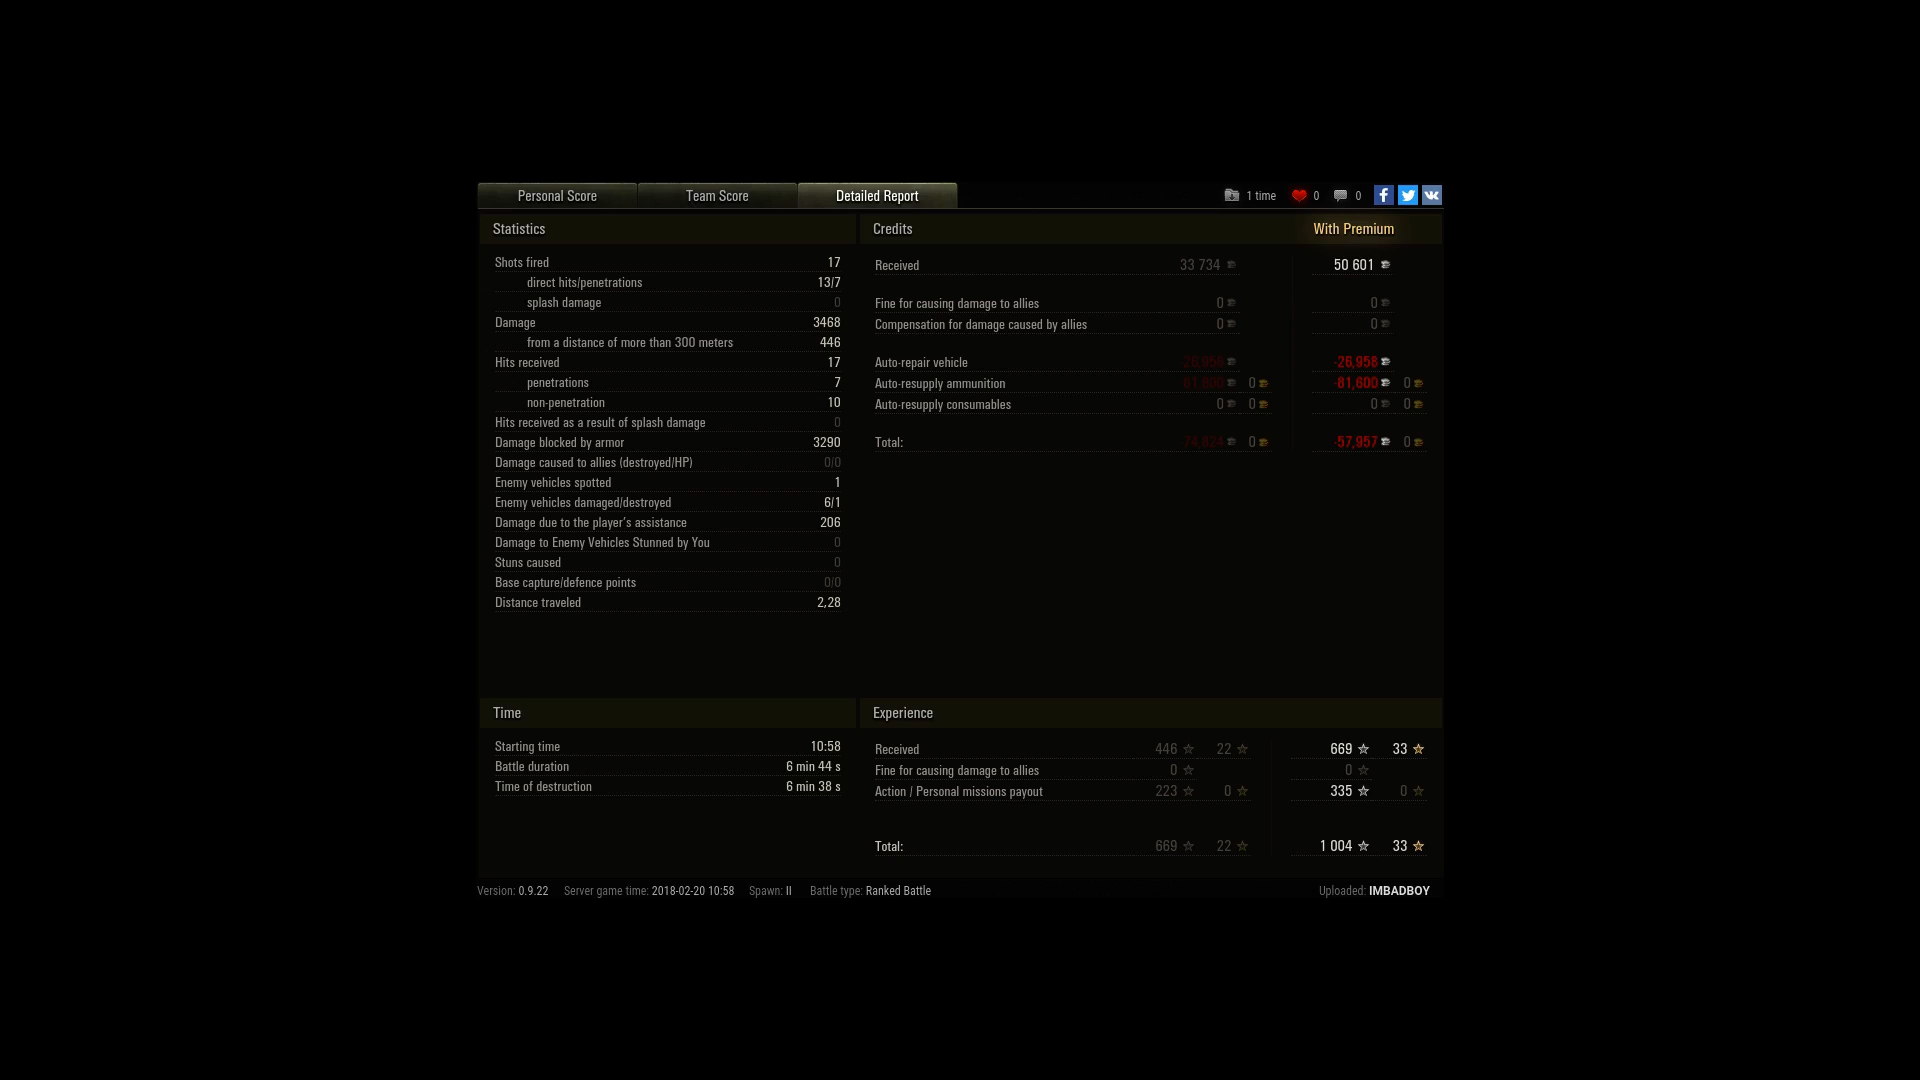 Personal Score Team Score Detailed Report 1 time 0 0
Statistics
Shots fired 17
direct hits/penetrations 13/7
splash damage 0
Damage 3468
from a distance of more than 300 meters 446
Hits received 17
penetrations 7
non-penetration 10
Hits received as a result of splash damage 0
Damage blocked by armor 3290
Damage caused to allies (destroyed/HP) 0/0
Enemy vehicles spotted 1
Enemy vehicles damaged/destroyed 6/1
Damage due to the player's assistance 206
Damage to Enemy Vehicles Stunned by You 0
Stuns caused 0
Base capture/defence points 0/0
Distance traveled 2,28
Credits With Premium
Received 33 734 50 601
Fine for causing damage to allies 0 0
Compensation for damage caused by allies 0 0
Auto-repair vehicle -26,958 -26,958
Auto-resupply ammunition -81,600 0 -81,600 0
Auto-resupply consumables 0 0 0 0
Total: -74,824 0 -57,957 0
Time
Starting time 10:58
Battle duration 6 min 44 s
Time of destruction 6 min 38 s
Experience
Received 446 22 669 33
Fine for causing damage to allies 0 0
Action / Personal missions payout 223 0 335 0
Total: 669 22 1 004 33
Version: 0.9.22 Server game time: 2018-02-20 10:58 Spawn: II Battle type: Ranked Battle Uploaded: IMBADBOY